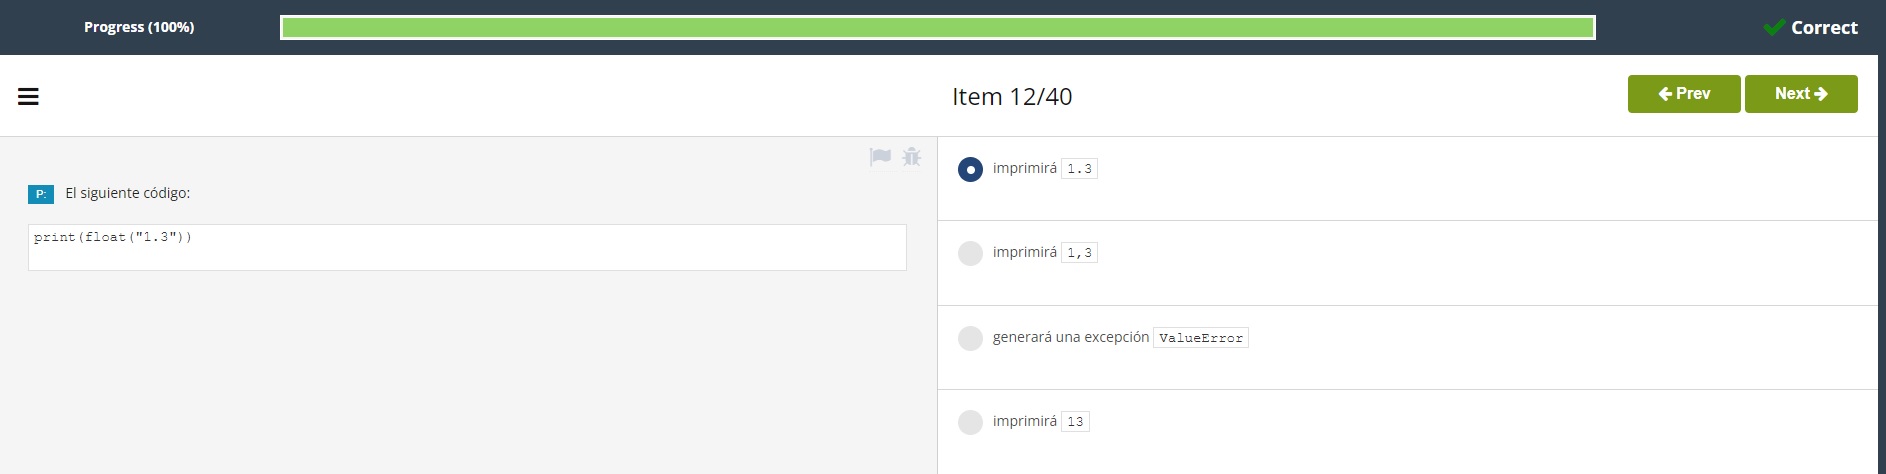 Progress (100%)
Correct
Item 12/40
Prev
Next
P: El siguiente código:
print(float("1.3"))
imprimirá 1.3
imprimirá 1,3
generará una excepción ValueError
imprimirá 13